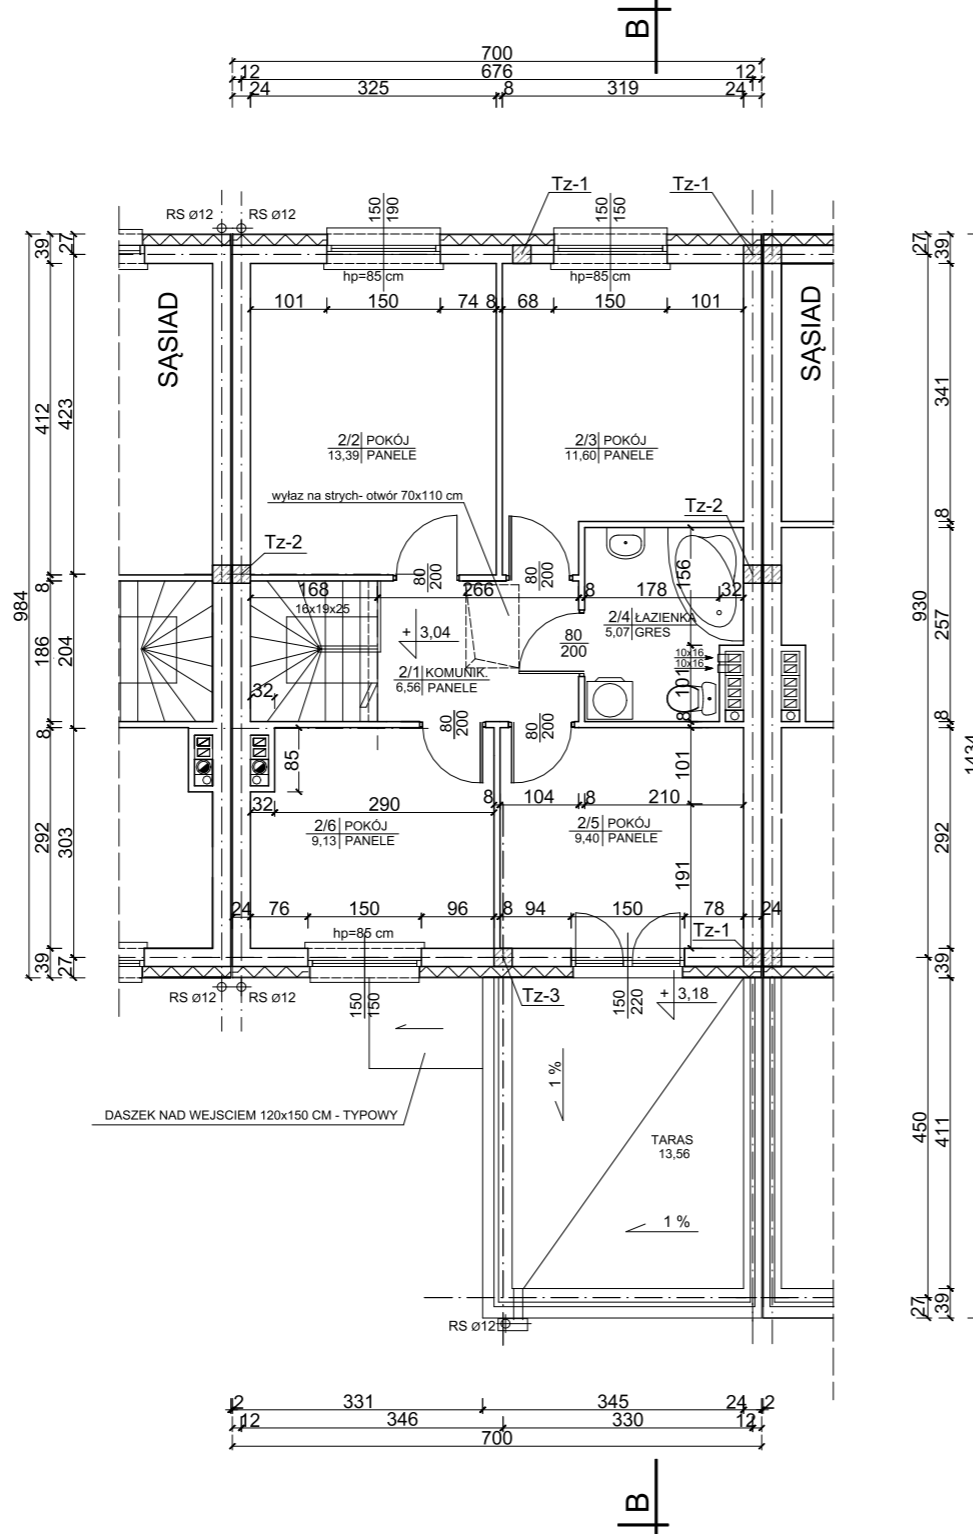 B
700
12 676 12
24 325 8 319 24
Tz-1 Tz-1
RS Ø12 RS Ø12
150
190
150
150
39
27
27
39
hp=85 cm hp=85 cm
101 150 74 8 68 150 101
SĄSIAD
SĄSIAD
412
423
341
2/2 POKÓJ
13,39 PANELE
2/3 POKÓJ
11,60 PANELE
wyłaz na strych- otwór 70x110 cm
Tz-2
Tz-2
8
156
80
200
80
200
168 266 8 178 32
16x19x25
984
8
186
204
930
257
+ 3,04
2/4 ŁAZIENKA
5,07 GRES
80
200
10x16
10x16
2/1 KOMUNIK.
6,56 PANELE
101
32
8
8
8
80
200
80
200
85
101
1434
32 290 8 104 8 210
2/6 POKÓJ
9,13 PANELE
2/5 POKÓJ
9,40 PANELE
292
303
292
191
24 76 150 96 8 94 150 78 24
hp=85 cm
Tz-1
39
27
39
RS Ø12 RS Ø12
150
150
Tz-3
150
220
+ 3,18
1 %
DASZEK NAD WEJSCIEM 120x150 CM - TYPOWY
TARAS
13,56
450
411
1 %
27
39
RS Ø12
2 331 345 24 2
12 346 330 12
700
B